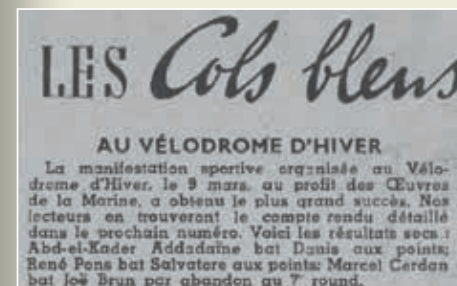 LES Cols bleus
AU VÉLODROME D'HIVER
La manifestation sportive organisée au Vélo-
drome d'Hiver, le 9 mars, au profit des Œuvres
de la Marine, a obtenu le plus grand succès. Nos
lecteurs en trouveront le compte rendu détaillé
dans le prochain numéro. Voici les résultats secs :
Abd-el-Kader Addadaïne bat Danis aux points;
René Pons bat Salvatore aux points; Marcel Cerdan
bat Joë Brun par abandon au 7e round.